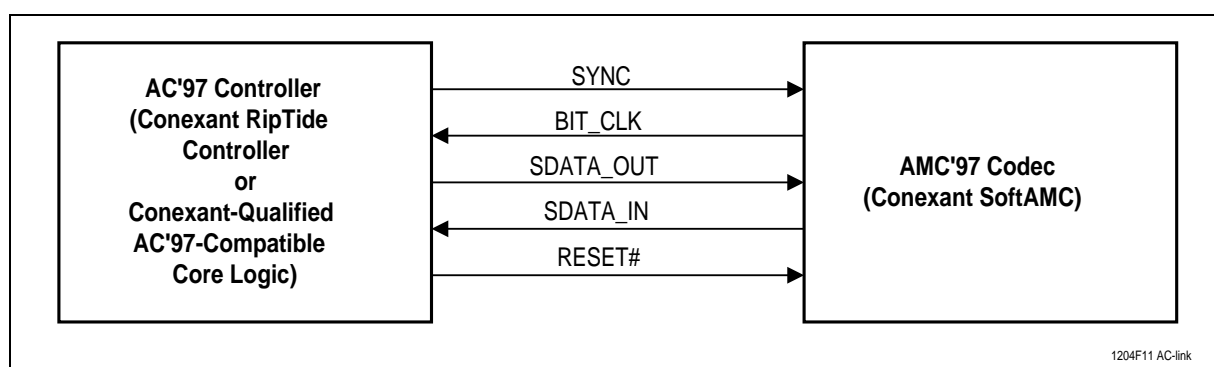 AC'97 Controller
(Conexant RipTide
Controller
or
Conexant-Qualified
AC'97-Compatible
Core Logic)
SYNC
BIT_CLK
SDATA_OUT
SDATA_IN
RESET#
AMC'97 Codec
(Conexant SoftAMC)
1204F11 AC-link